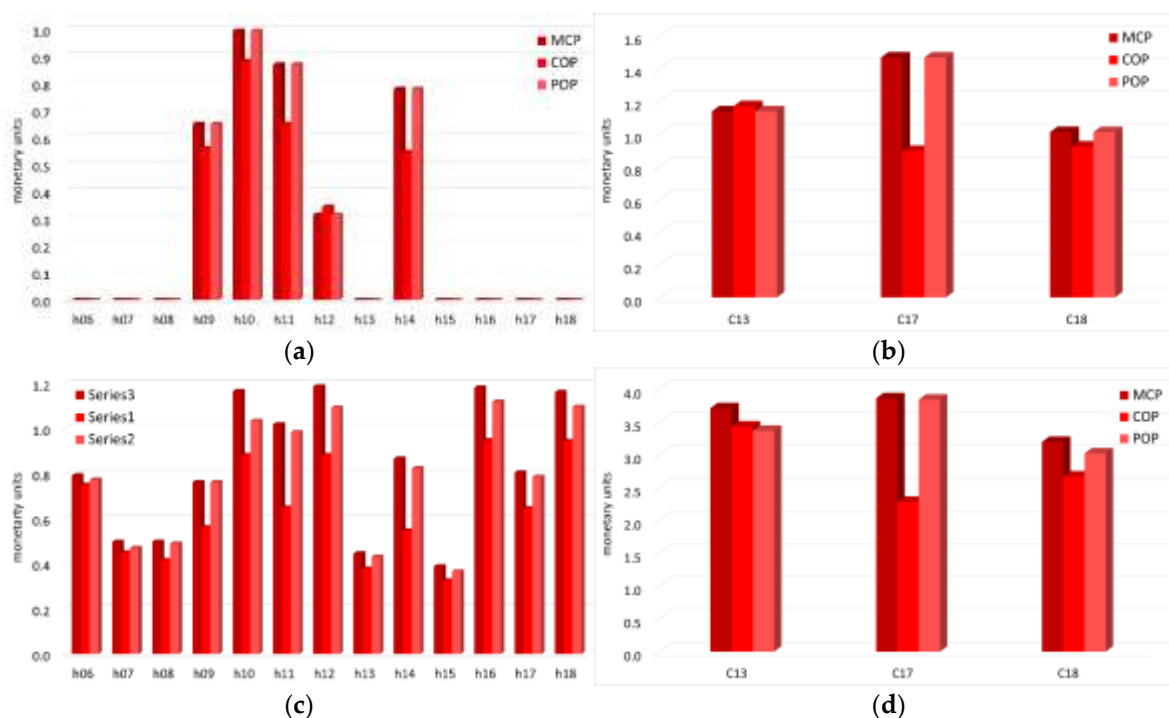 1.0
0.9
0.8
0.7
0.6
0.5
0.4
0.3
0.2
0.1
0.0
monetary units
MCP
COP
POP
h06 h07 h08 h09 h10 h11 h12 h13 h14 h15 h16 h17 h18
(a)
1.6
1.4
1.2
1.0
0.8
0.6
0.4
0.2
0.0
monetary units
MCP
COP
POP
C13 C17 C18
(b)
1.2
1.0
0.8
0.6
0.4
0.2
0.0
monetarty units
Series3
Series1
Series2
h06 h07 h08 h09 h10 h11 h12 h13 h14 h15 h16 h17 h18
(c)
4.0
3.5
3.0
2.5
2.0
1.5
1.0
0.5
0.0
monetary units
MCP
COP
POP
C13 C17 C18
(d)